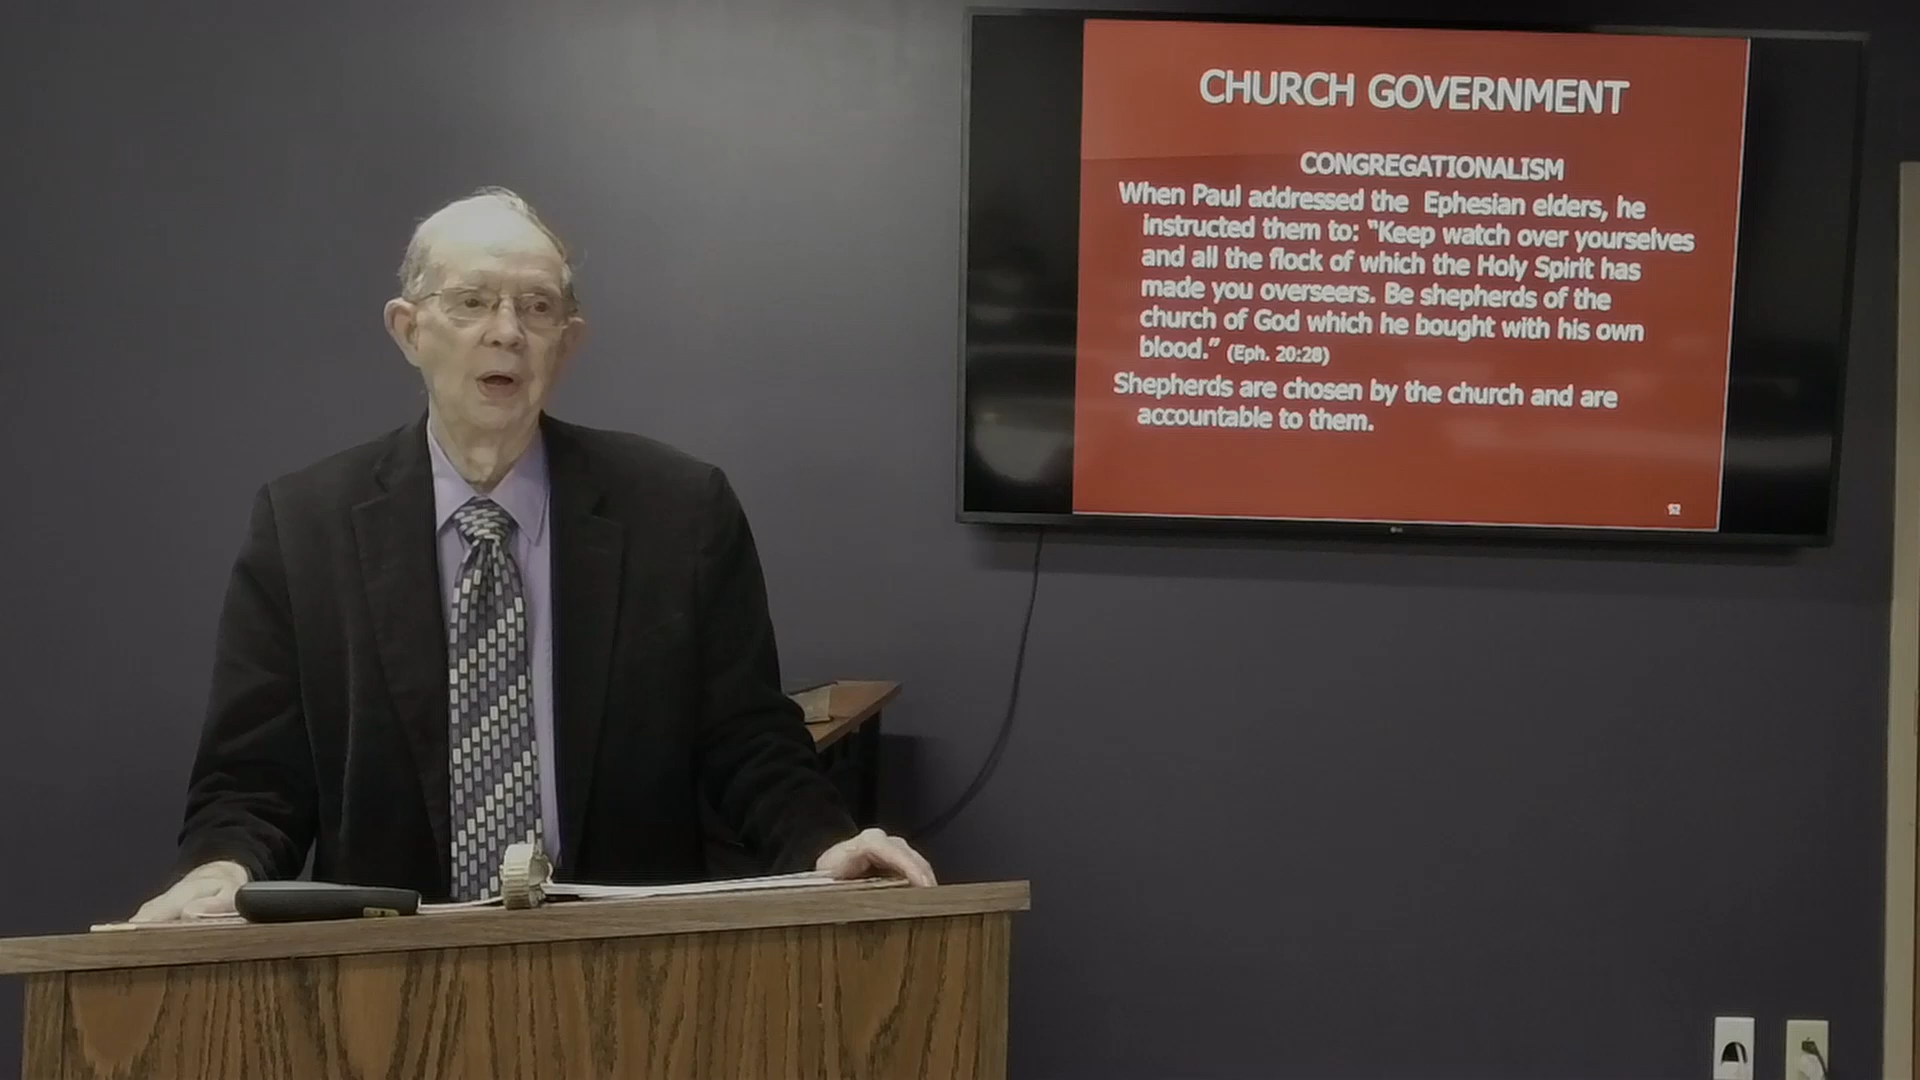 CHURCH GOVERNMENT
CONGREGATIONALISM
When Paul addressed the Ephesian elders, he
instructed them to: "Keep watch over yourselves
and all the flock of which the Holy Spirit has
made you overseers. Be shepherds of the
church of God which he bought with his own
blood." (Eph. 20:28)
Shepherds are chosen by the church and are
accountable to them.